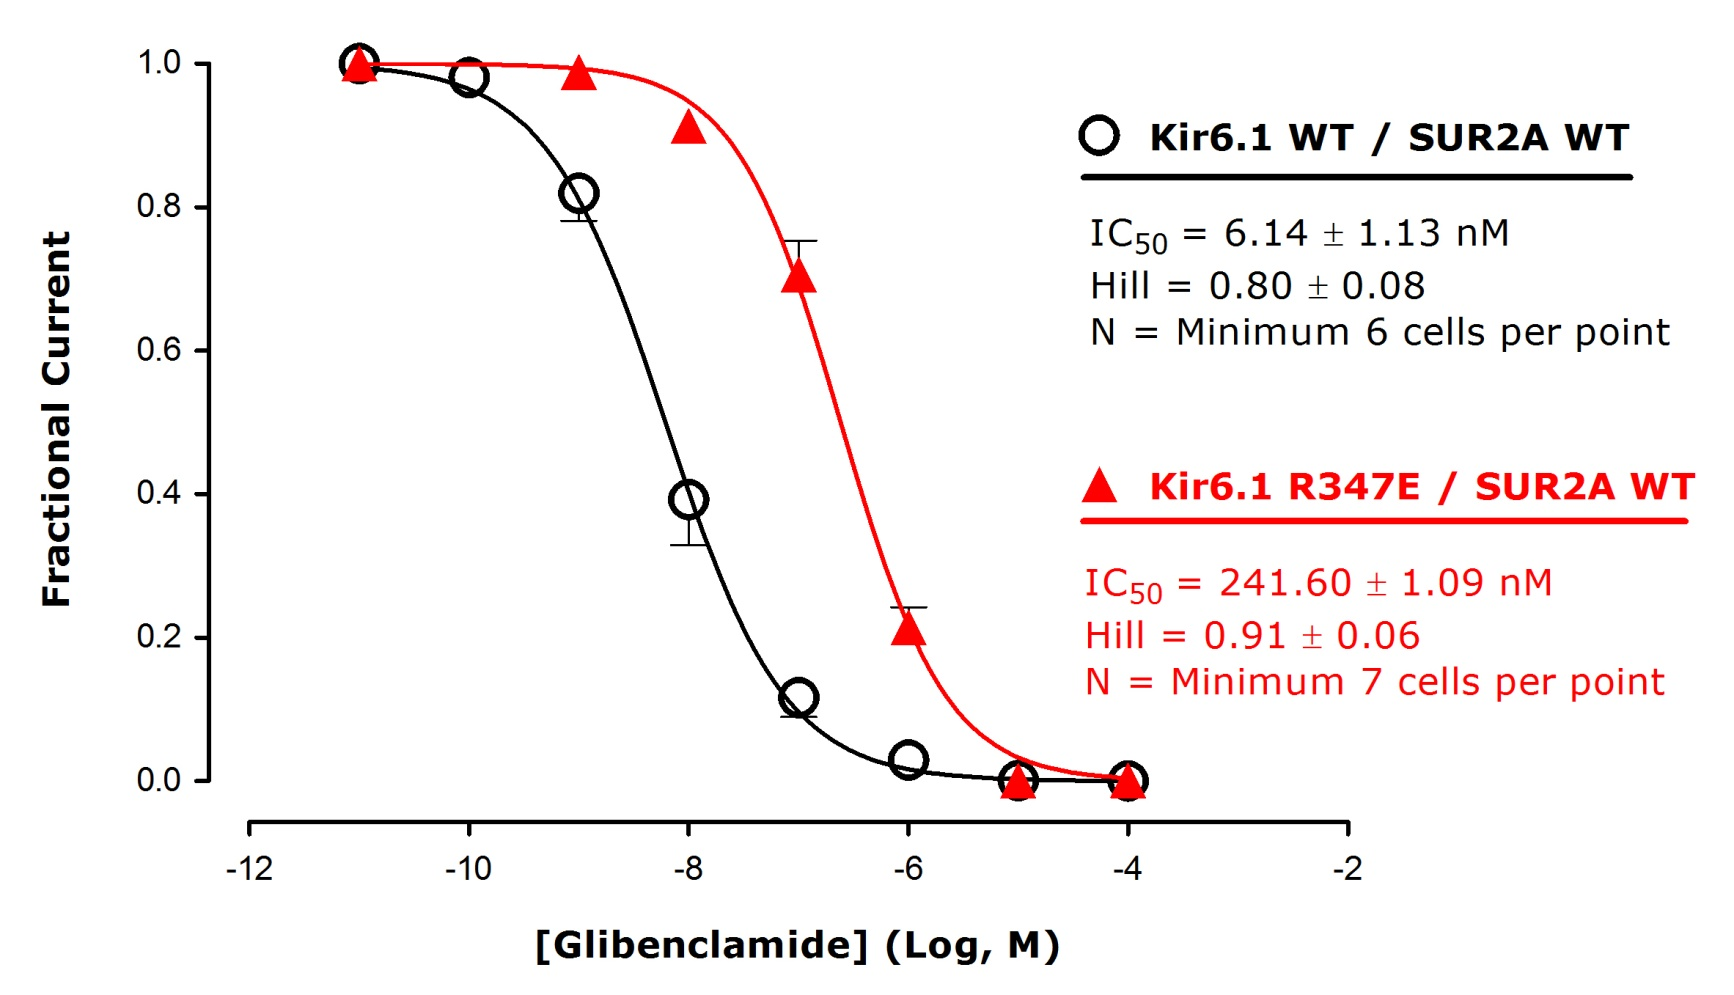 1.0
0.8
0.6
0.4
0.2
0.0
Fractional Current
-12 -10 -8 -6 -4 -2
[Glibenclamide] (Log, M)
Kir6.1 WT / SUR2A WT
IC50 = 6.14 ± 1.13 nM
Hill = 0.80 ± 0.08
N = Minimum 6 cells per point
Kir6.1 R347E / SUR2A WT
IC50 = 241.60 ± 1.09 nM
Hill = 0.91 ± 0.06
N = Minimum 7 cells per point